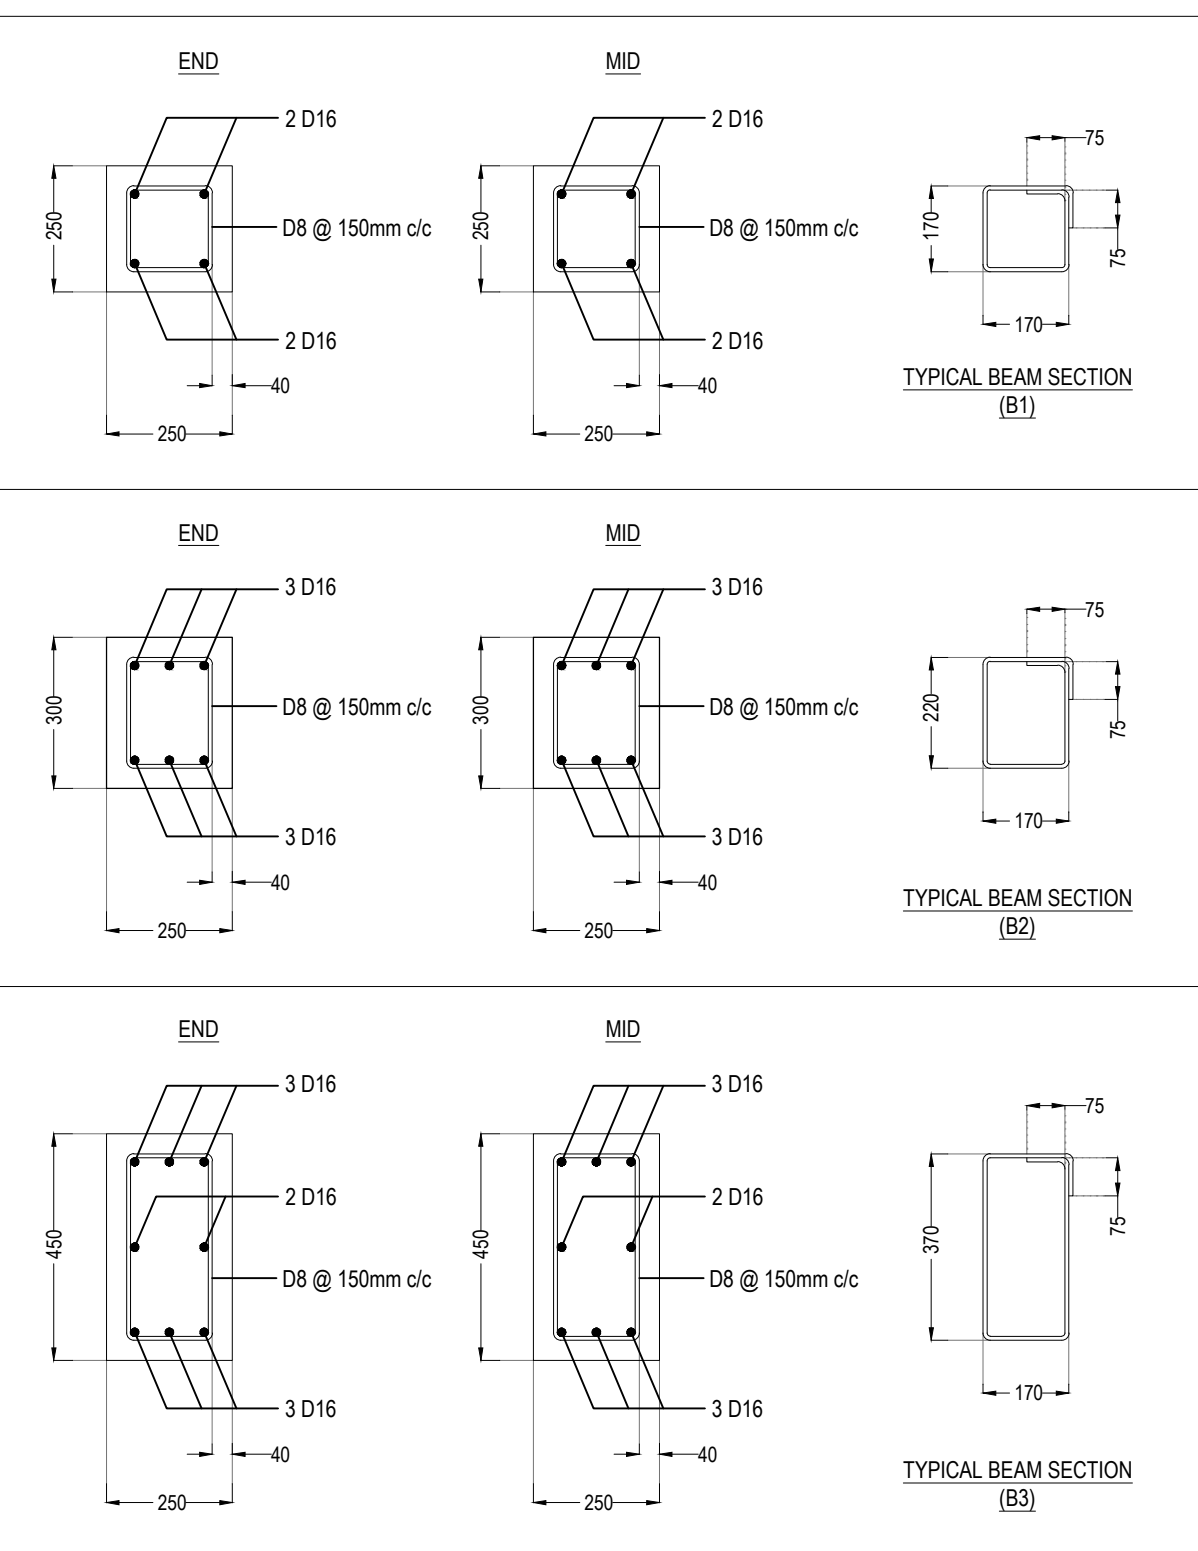 END
MID
2 D16
2 D16
75
250
250
170
D8 @ 150mm c/c
D8 @ 150mm c/c
75
2 D16
2 D16
170
40
40
TYPICAL BEAM SECTION
(B1)
250
250
END
MID
3 D16
3 D16
75
300
300
220
D8 @ 150mm c/c
D8 @ 150mm c/c
75
3 D16
3 D16
170
40
40
TYPICAL BEAM SECTION
(B2)
250
250
END
MID
3 D16
3 D16
75
2 D16
2 D16
75
450
450
370
D8 @ 150mm c/c
D8 @ 150mm c/c
3 D16
3 D16
170
40
40
TYPICAL BEAM SECTION
(B3)
250
250